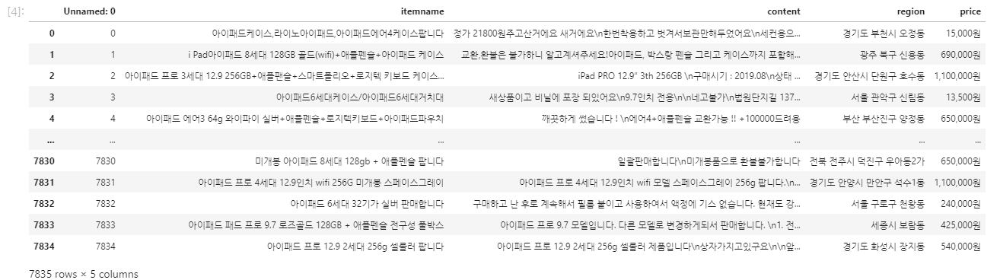 [4]: Unnamed: 0 itemname content region price
0 0 아이패드케이스,라이노아이패드,아이패드에어4케이스팝니다 정가 21800원주고산거에요 새거에요\n한번착용하고 벗겨서보관만해두었어요\n세컨용으... 경기도 부천시 오정동 15,000원
1 1 i Pad아이패드 8세대 128GB 골드(wifi)+애플펜슬+아이패드 케이스 교환,환불은 불가하니 알고계셔주세요!아이패드, 박스랑 펜슬 그리고 케이스까지 포함해... 광주 북구 신용동 690,000원
2 2 아이패드 프로 3세대 12.9 256GB+애플팬슬+스마트폴리오+로지텍 키보드 케이스... iPad PRO 12.9” 3th 256GB \n구매시기 : 2019.08\n상태 ... 경기도 안산시 단원구 호수동 1,100,000원
3 3 아이패드6세대케이스/아이패드6세대거치대 새상품이고 비닐에 포장 되있어요\n9.7인치 전용\n\n네고불가\n법원단지길 137... 서울 관악구 신림동 13,500원
4 4 아이패드 에어3 64g 와이파이 실버+애플펜슬+로지텍키보드+아이패드파우치 깨끗하게 썼습니다 ! \n에어4+애플펜슬 교환가능 !! +100000드려용 부산 부산진구 양정동 650,000원
... ... ... ... ... ...
7830 7830 미개봉 아이패드 8세대 128gb + 애플펜슬 팝니다 일괄판매합니다\n미개봉품으로 환불불가합니다 전북 전주시 덕진구 우아동2가 650,000원
7831 7831 아이패드 프로 4세대 12.9인치 wifi 256G 미개봉 스페이스그레이 아이패드 프로 4세대 12.9인치 wifi 모델 스페이스그레이 256g 팝니다.\n... 경기도 안양시 만안구 석수1동 1,100,000원
7832 7832 아이패드 6세대 32기가 실버 판매합니다 구매하고 난 후로 계속해서 필름 붙이고 사용하여서 액정에 기스 없습니다. 현재도 강... 서울 구로구 천왕동 240,000원
7833 7833 아이패드 패드 프로 9.7 로즈골드 128GB + 애플펜슬 전구성 풀박스 아이패드 프로 9.7 모델입니다. 다른 모델로 변경하게되서 판매합니다. \n1. 전... 세종시 보람동 425,000원
7834 7834 아이패드 프로 12.9 2세대 256g 셀룰러 팝니다 아이패드 프로 12.9 2세대 256g 셀룰러 제품입니다\n상자가지고있구요\n\n앞... 경기도 화성시 장지동 540,000원
7835 rows × 5 columns